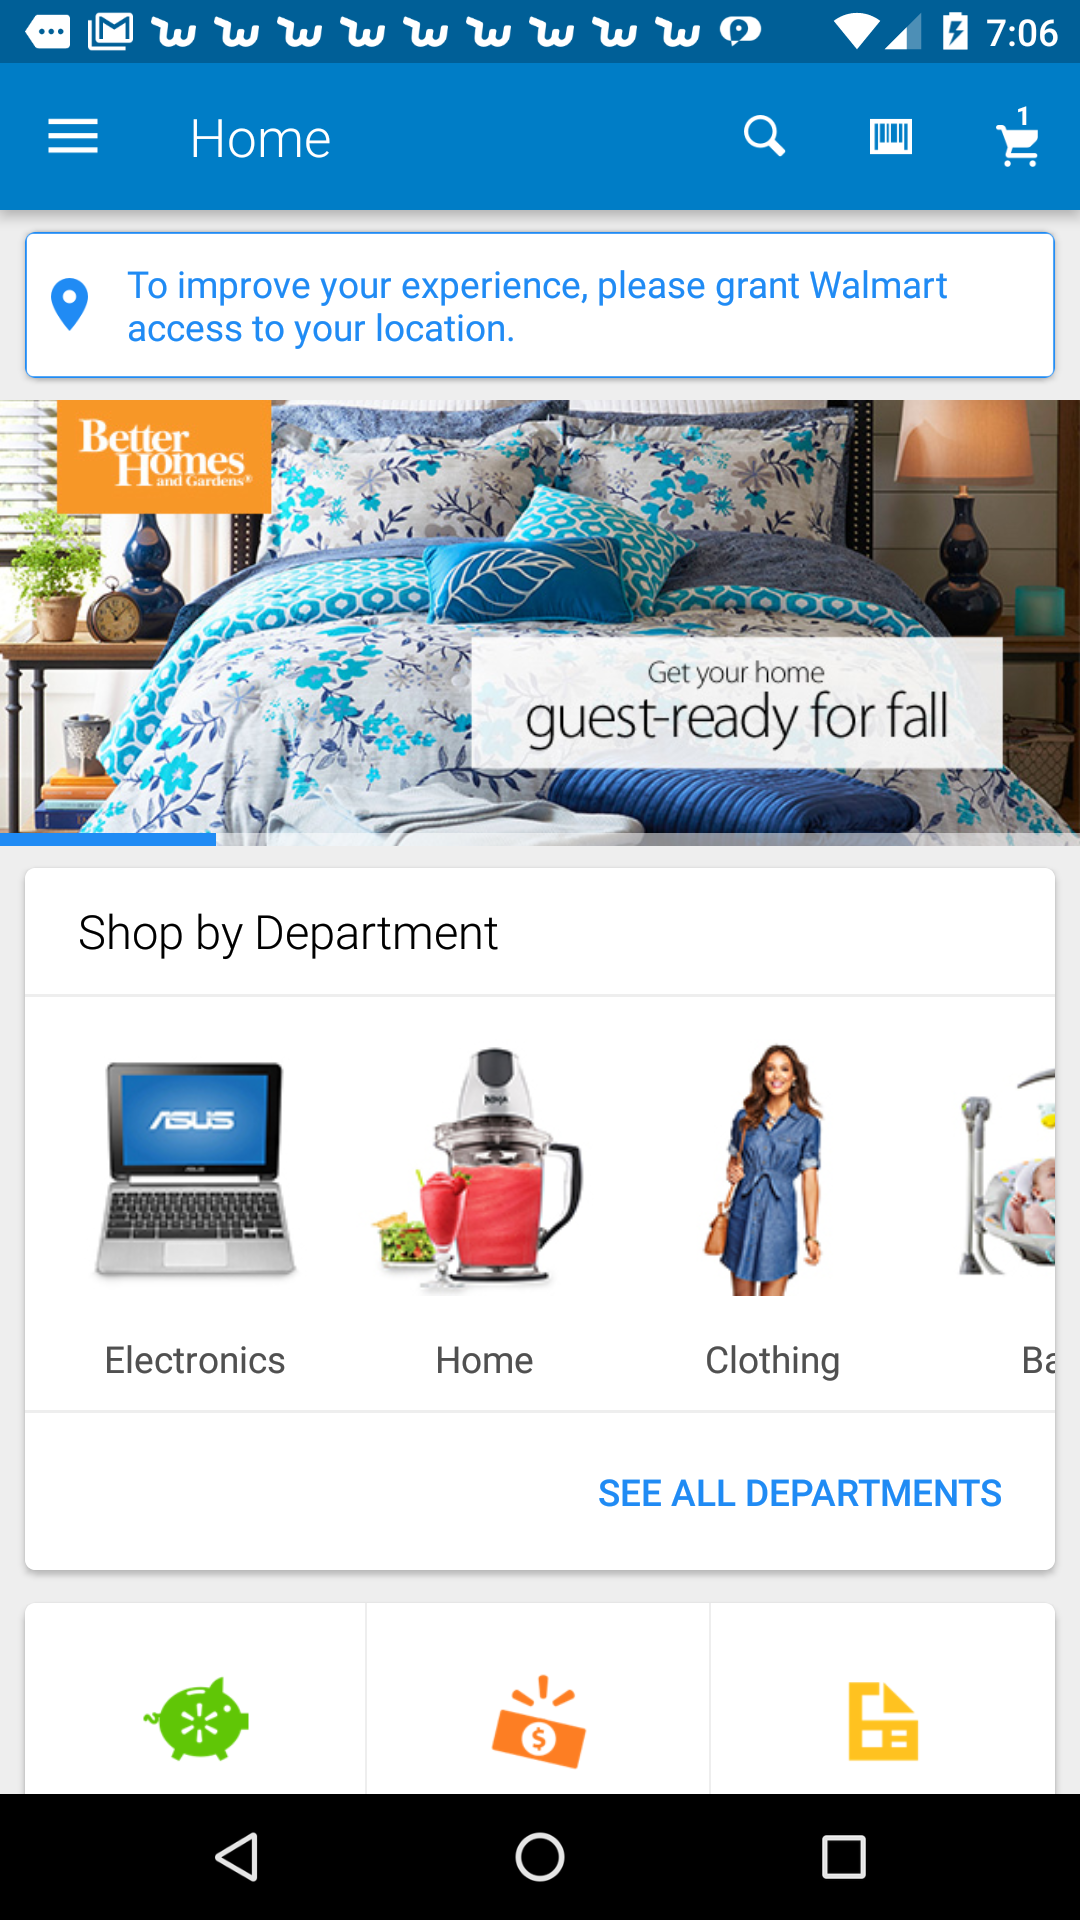 7:06
Home
1
To improve your experience, please grant Walmart
access to your location.
Better
Homes
and Gardens®
Get your home
guest-ready for fall
Shop by Department
ASUS
NINJA
Electronics
Home
Clothing
Ba
SEE ALL DEPARTMENTS
$